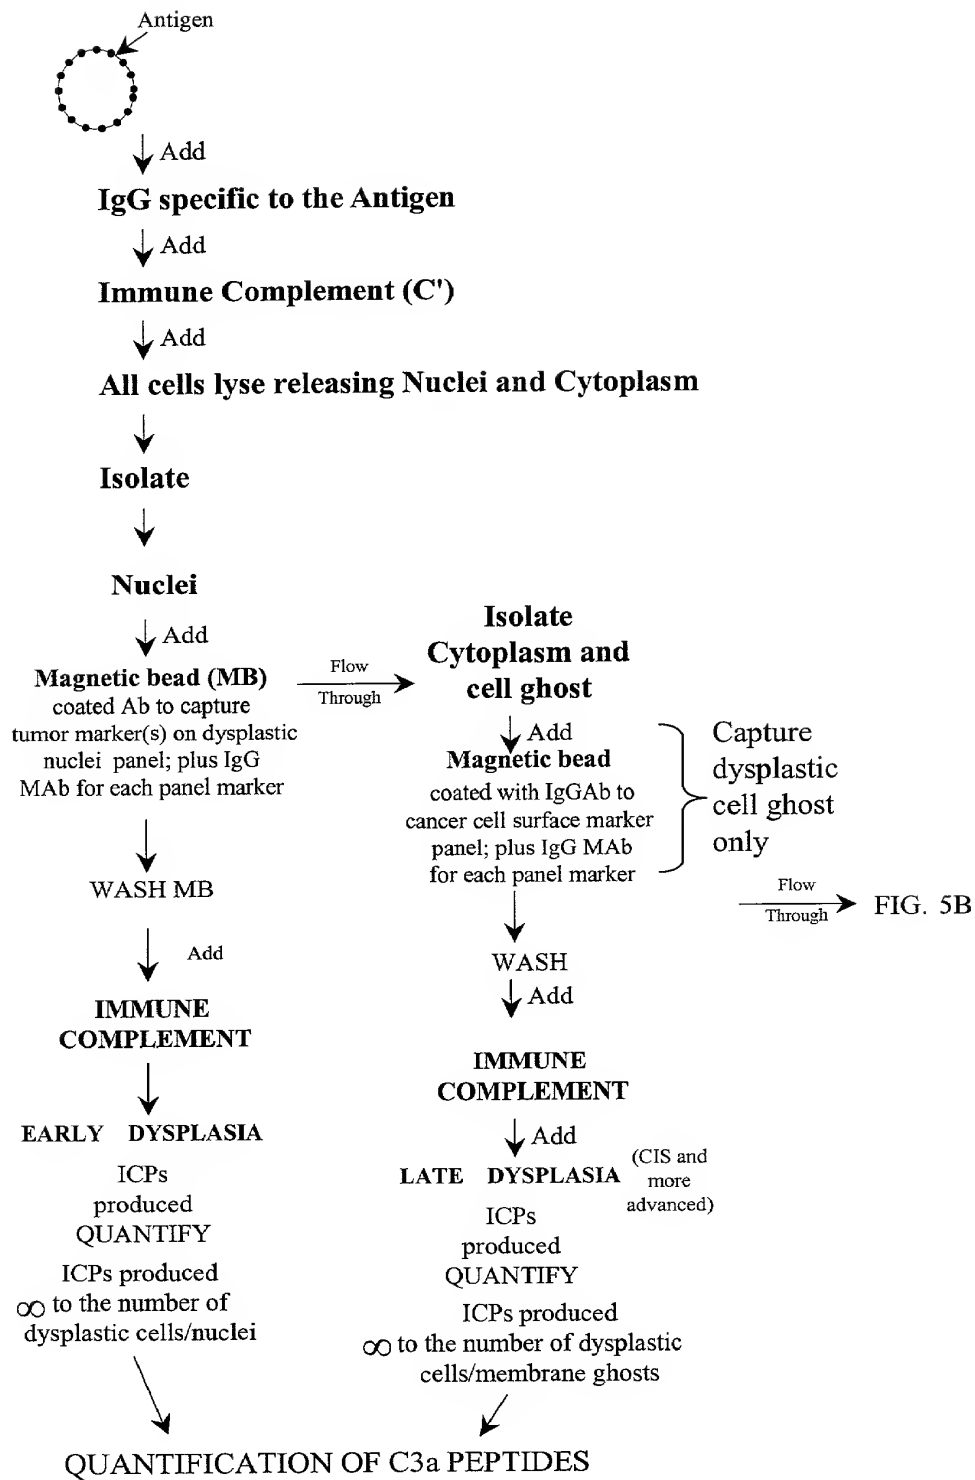 Antigen
Add
IgG specific to the Antigen
Add
Immune Complement (C')
Add
All cells lyse releasing Nuclei and Cytoplasm
Isolate
Nuclei
Add
Magnetic bead (MB)
coated Ab to capture
tumor marker(s) on dysplastic
nuclei panel; plus IgG
MAb for each panel marker
WASH MB
Add
IMMUNE
COMPLEMENT
EARLY DYSPLASIA
ICPs
produced
QUANTIFY
ICPs produced
∞ to the number of
dysplastic cells/nuclei
Flow
Through
Isolate
Cytoplasm and
cell ghost
Add
Magnetic bead
coated with IgGAb to
cancer cell surface marker
panel; plus IgG MAb
for each panel marker
Capture
dysplastic
cell ghost
only
Flow
Through
FIG. 5B
WASH
Add
IMMUNE
COMPLEMENT
Add
LATE DYSPLASIA
(CIS and
more
advanced)
ICPs
produced
QUANTIFY
ICPs produced
∞ to the number of dysplastic
cells/membrane ghosts
QUANTIFICATION OF C3a PEPTIDES